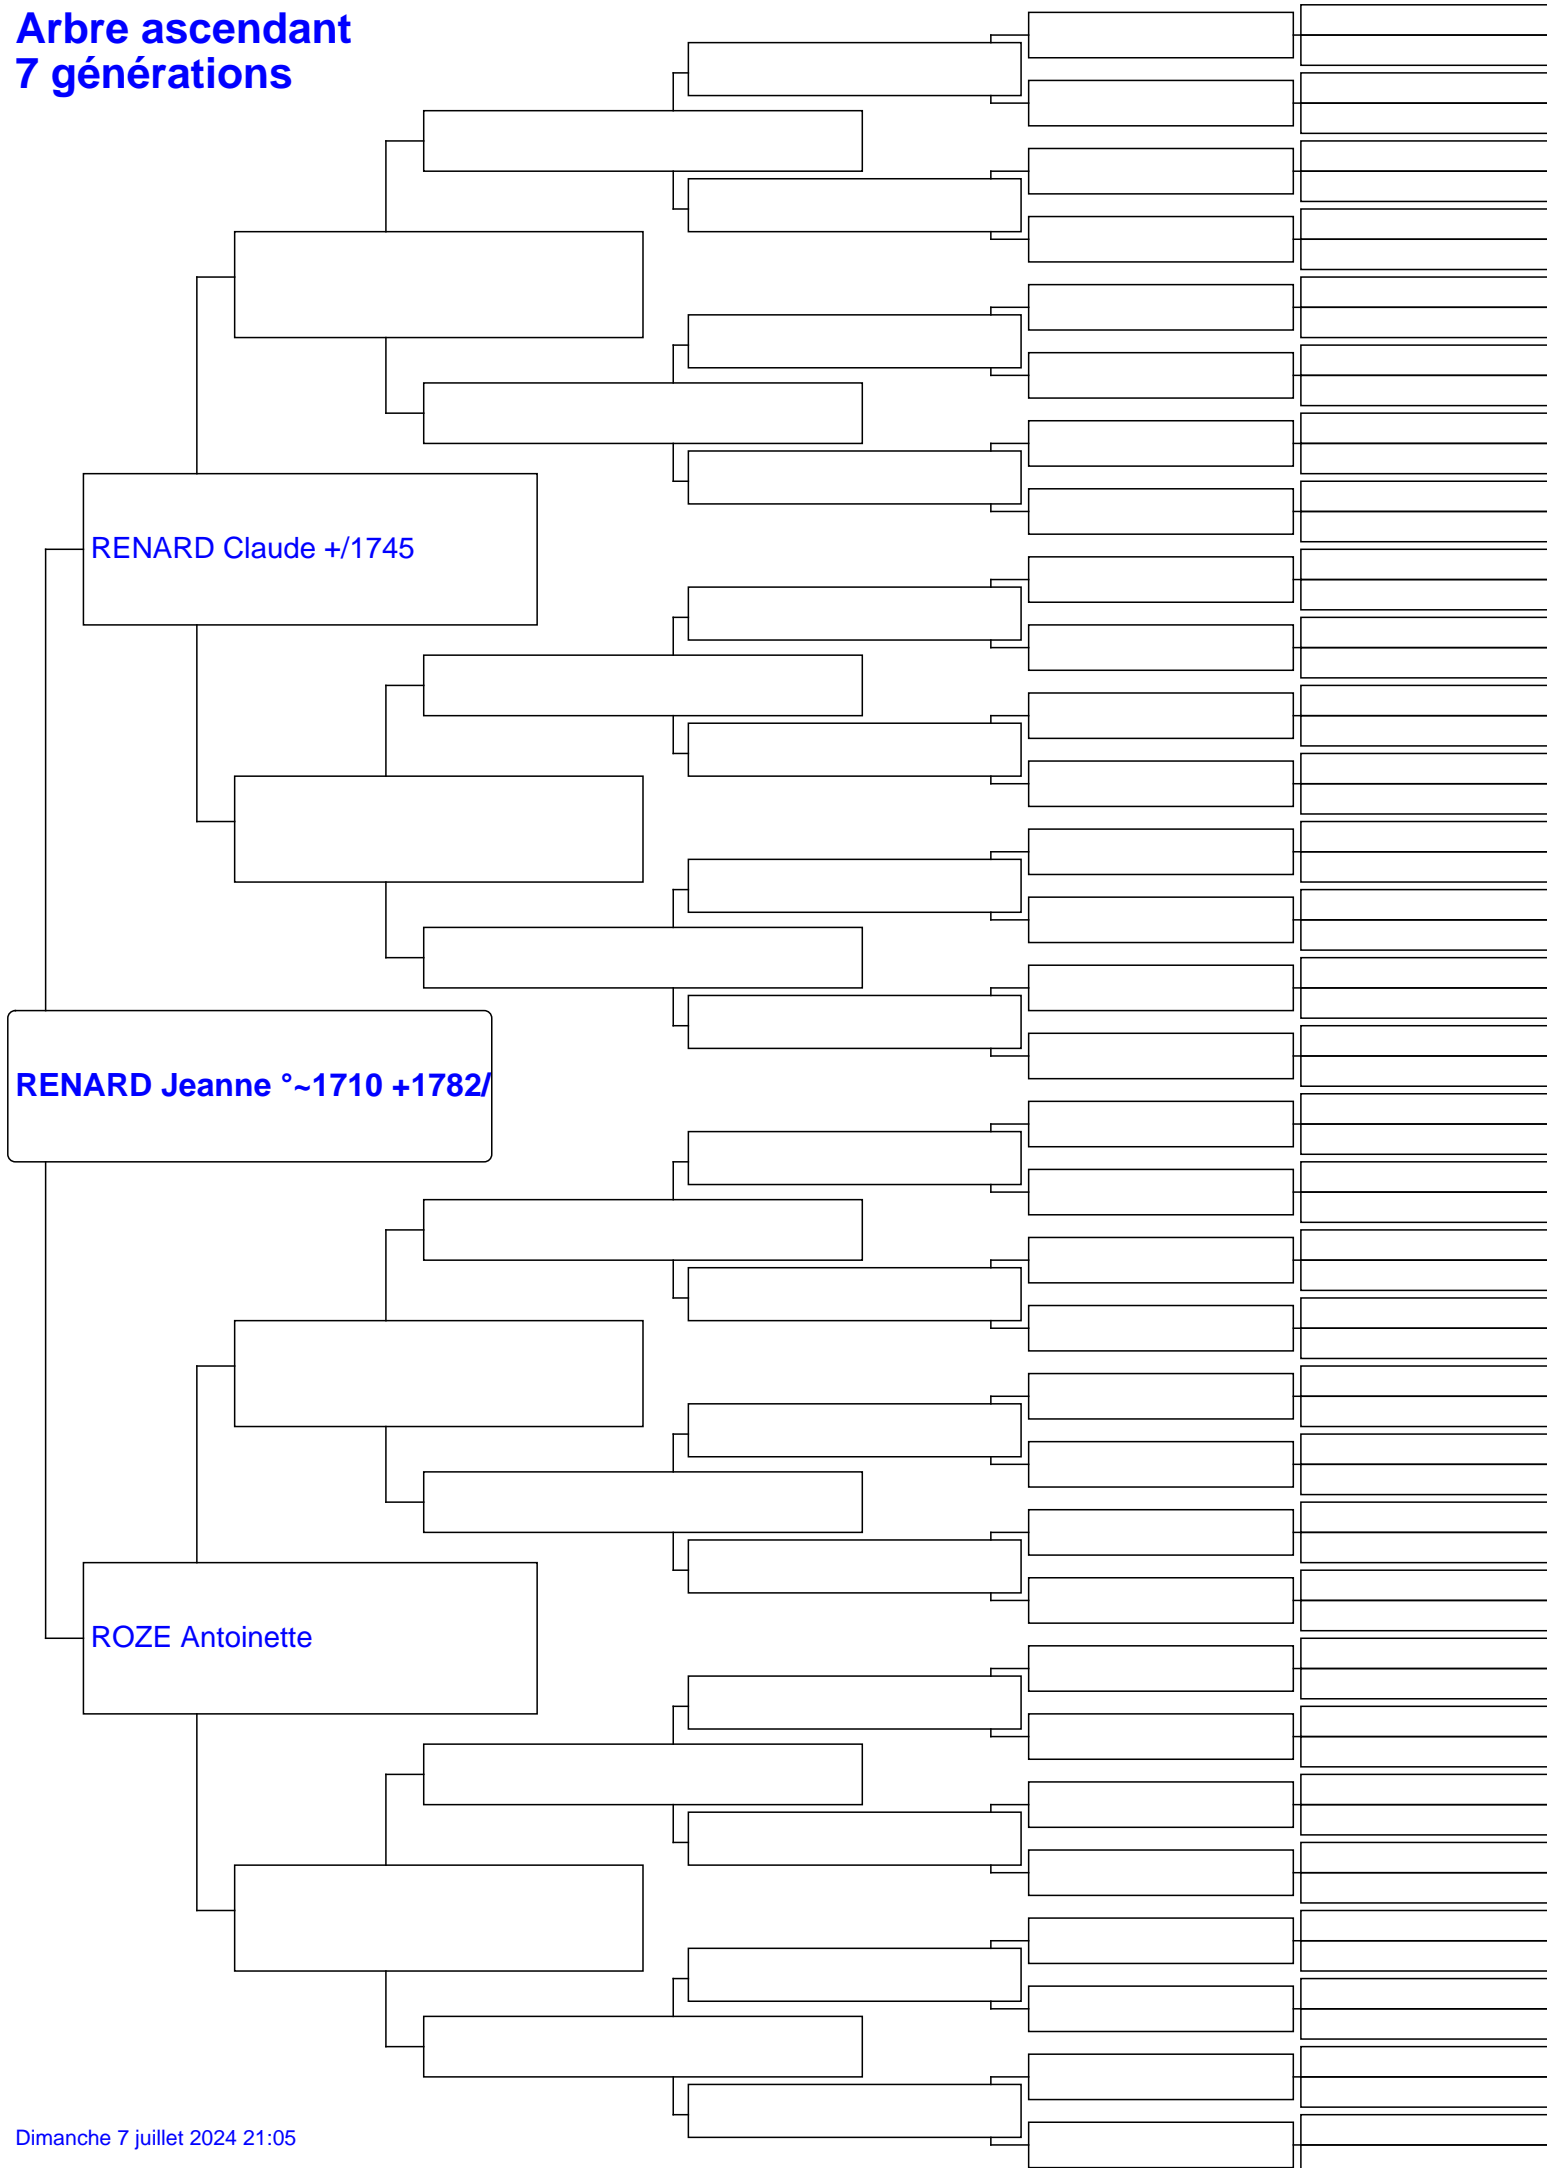 Arbre ascendant
7 générations
RENARD Claude +/1745
RENARD Jeanne °~1710 +1782/
ROZE Antoinette
Dimanche 7 juillet 2024 21:05